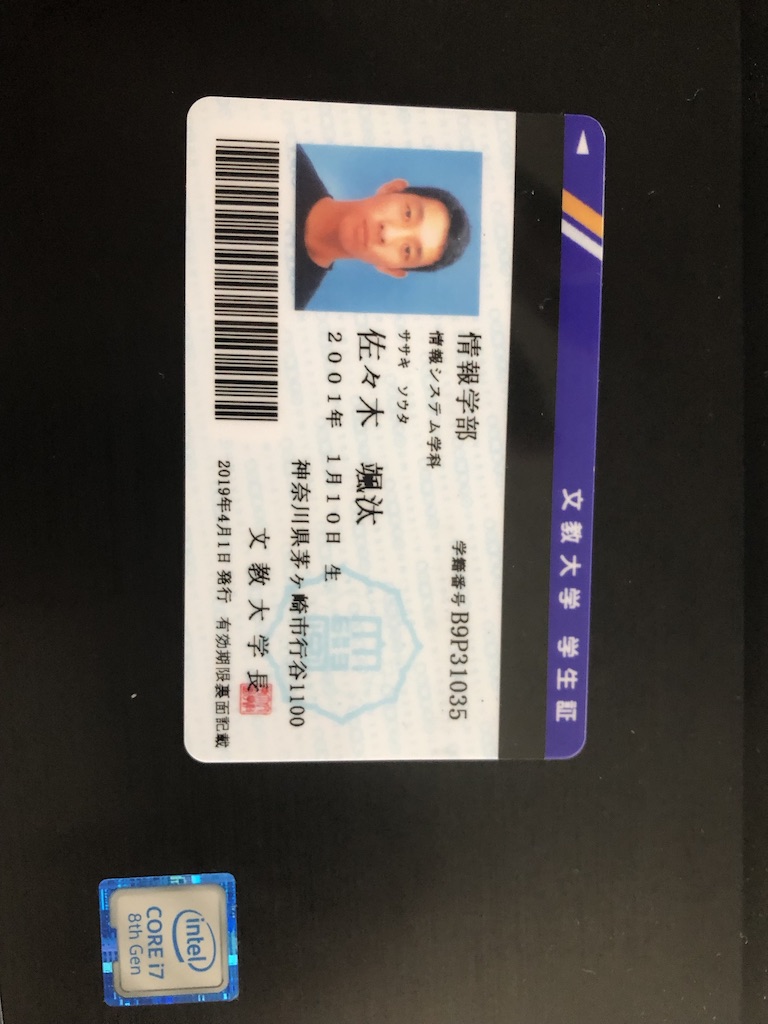 文教大学 学生証
情報学部
情報システム学科
学籍番号 B9P31035
ササキ ソウタ
佐々木 颯汰
2001年 1月10日 生
神奈川県茅ヶ崎市行谷1100
文教大学長
2019年4月1日 発行 有効期限裏面記載
intel
CORE i7
8th Gen